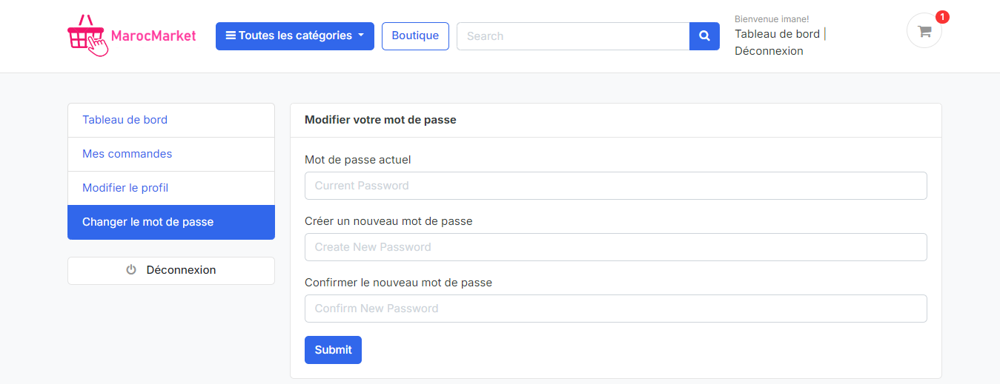 MarocMarket
Toutes les catégories
Boutique
Search
Bienvenue imane!
Tableau de bord |
Déconnexion
1
Tableau de bord
Mes commandes
Modifier le profil
Changer le mot de passe
Déconnexion
Modifier votre mot de passe
Mot de passe actuel
Current Password
Créer un nouveau mot de passe
Create New Password
Confirmer le nouveau mot de passe
Confirm New Password
Submit